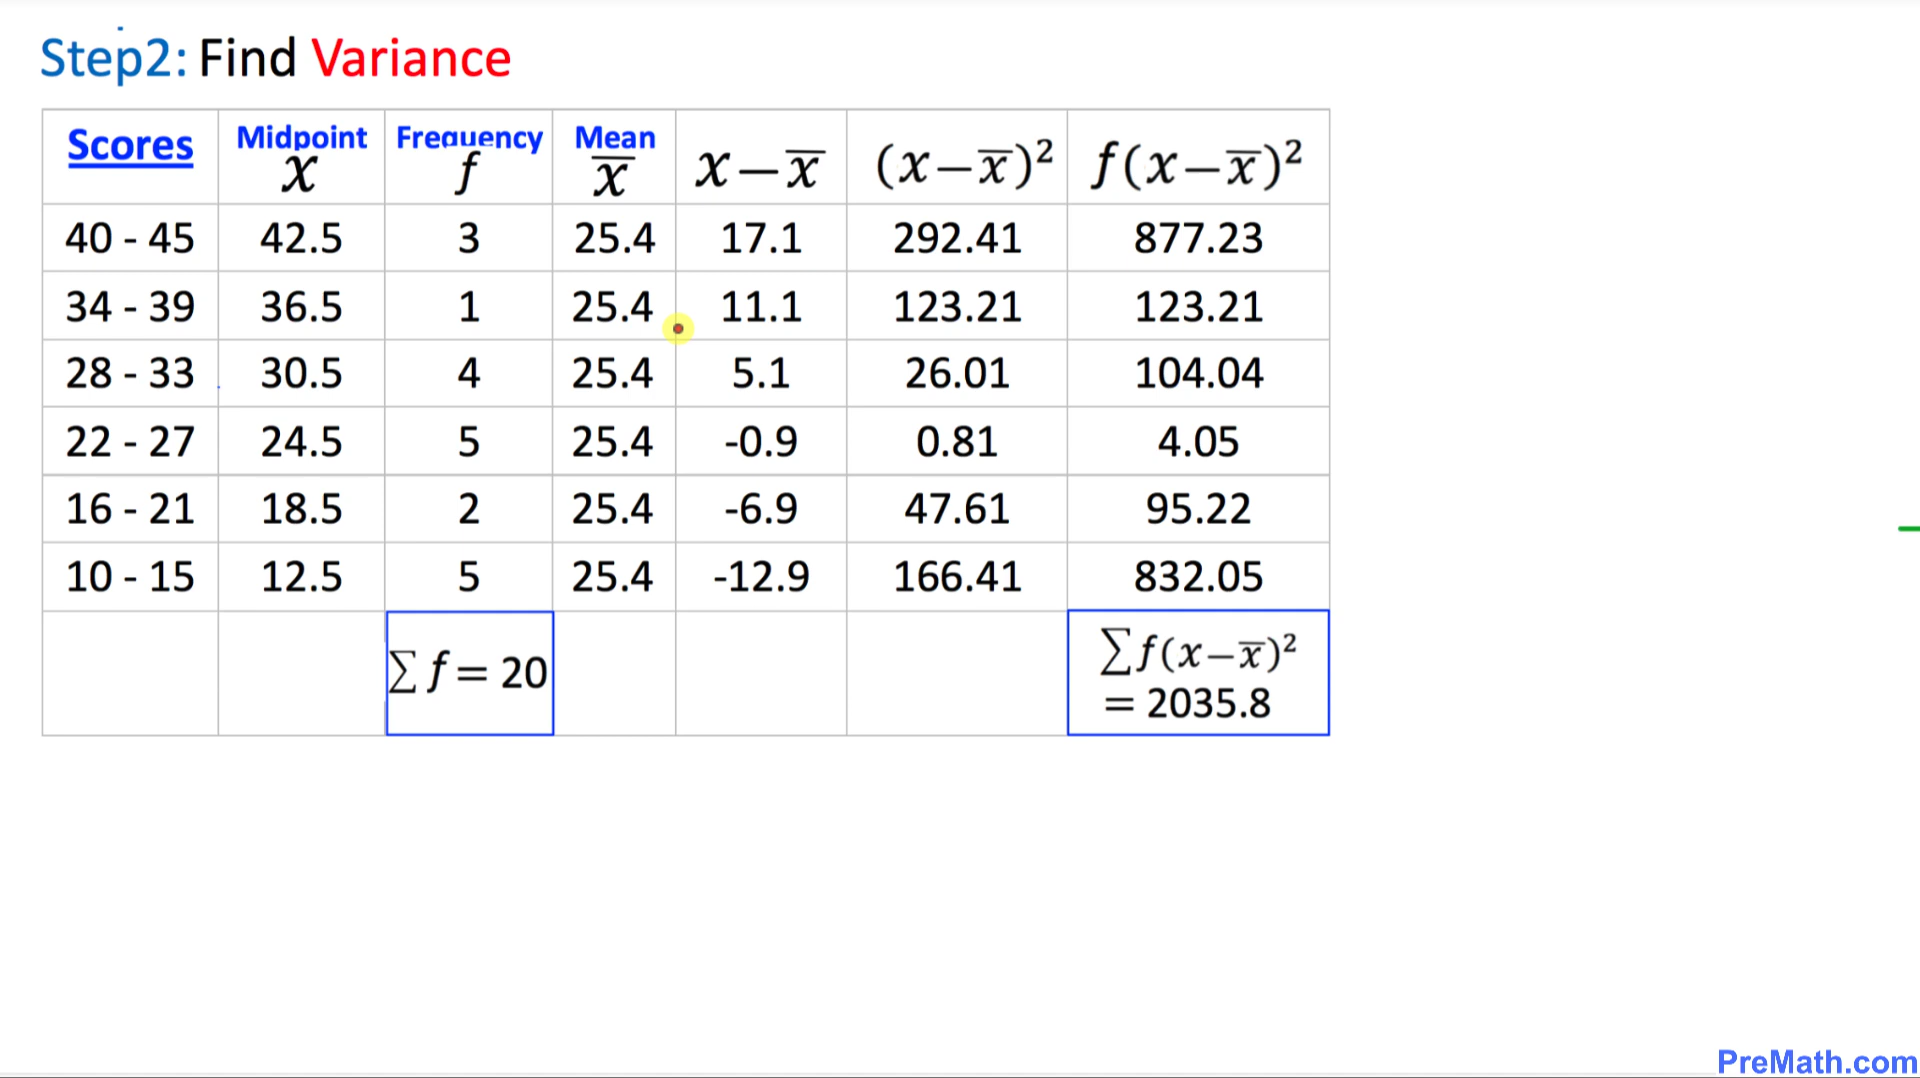 Step2: Find Variance
Scores Midpoint x Frequency f Mean x̅ x−x̅ (x−x̅)² f(x−x̅)²
40 - 45 42.5 3 25.4 17.1 292.41 877.23
34 - 39 36.5 1 25.4 11.1 123.21 123.21
28 - 33 30.5 4 25.4 5.1 26.01 104.04
22 - 27 24.5 5 25.4 -0.9 0.81 4.05
16 - 21 18.5 2 25.4 -6.9 47.61 95.22
10 - 15 12.5 5 25.4 -12.9 166.41 832.05
∑ f = 20 ∑f(x−x̅)²
= 2035.8
PreMath.com